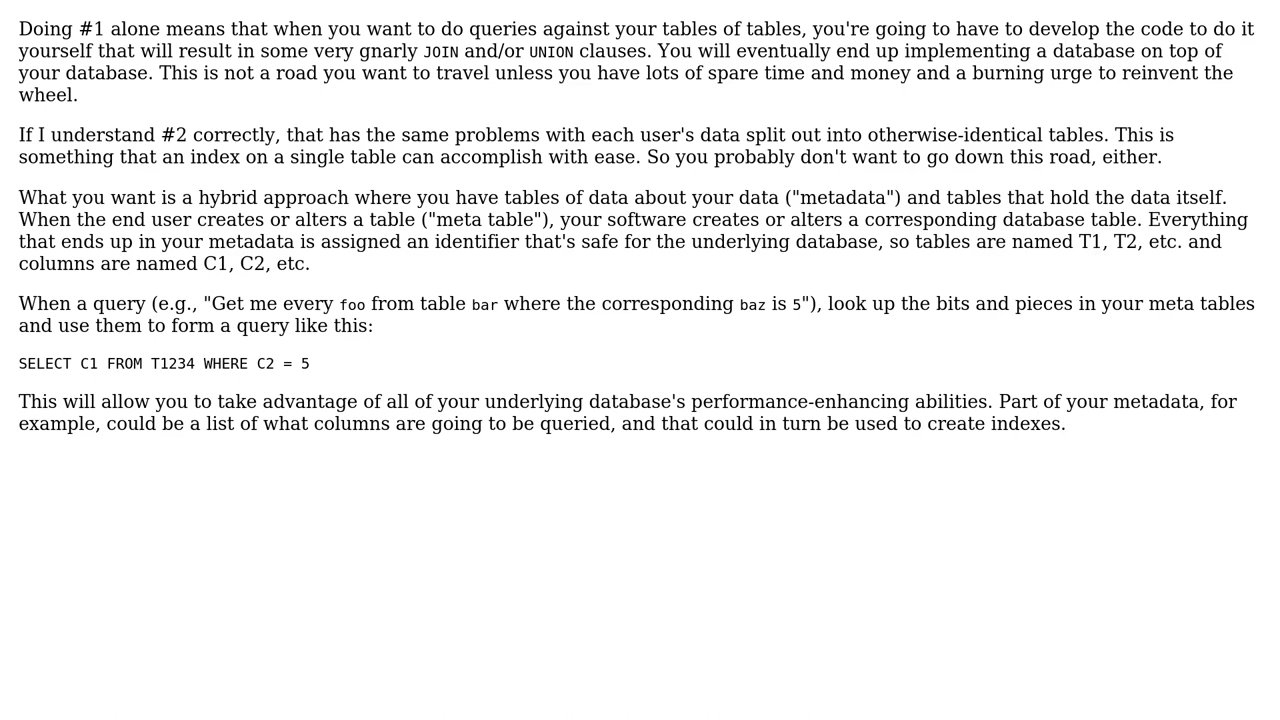 Doing #1 alone means that when you want to do queries against your tables of tables, you're going to have to develop the code to do it
yourself that will result in some very gnarly JOIN and/or UNION clauses. You will eventually end up implementing a database on top of
your database. This is not a road you want to travel unless you have lots of spare time and money and a burning urge to reinvent the
wheel.
If I understand #2 correctly, that has the same problems with each user's data split out into otherwise-identical tables. This is
something that an index on a single table can accomplish with ease. So you probably don't want to go down this road, either.
What you want is a hybrid approach where you have tables of data about your data ("metadata") and tables that hold the data itself.
When the end user creates or alters a table ("meta table"), your software creates or alters a corresponding database table. Everything
that ends up in your metadata is assigned an identifier that's safe for the underlying database, so tables are named T1, T2, etc. and
columns are named C1, C2, etc.
When a query (e.g., "Get me every foo from table bar where the corresponding baz is 5"), look up the bits and pieces in your meta tables
and use them to form a query like this:
SELECT C1 FROM T1234 WHERE C2 = 5
This will allow you to take advantage of all of your underlying database's performance-enhancing abilities. Part of your metadata, for
example, could be a list of what columns are going to be queried, and that could in turn be used to create indexes.